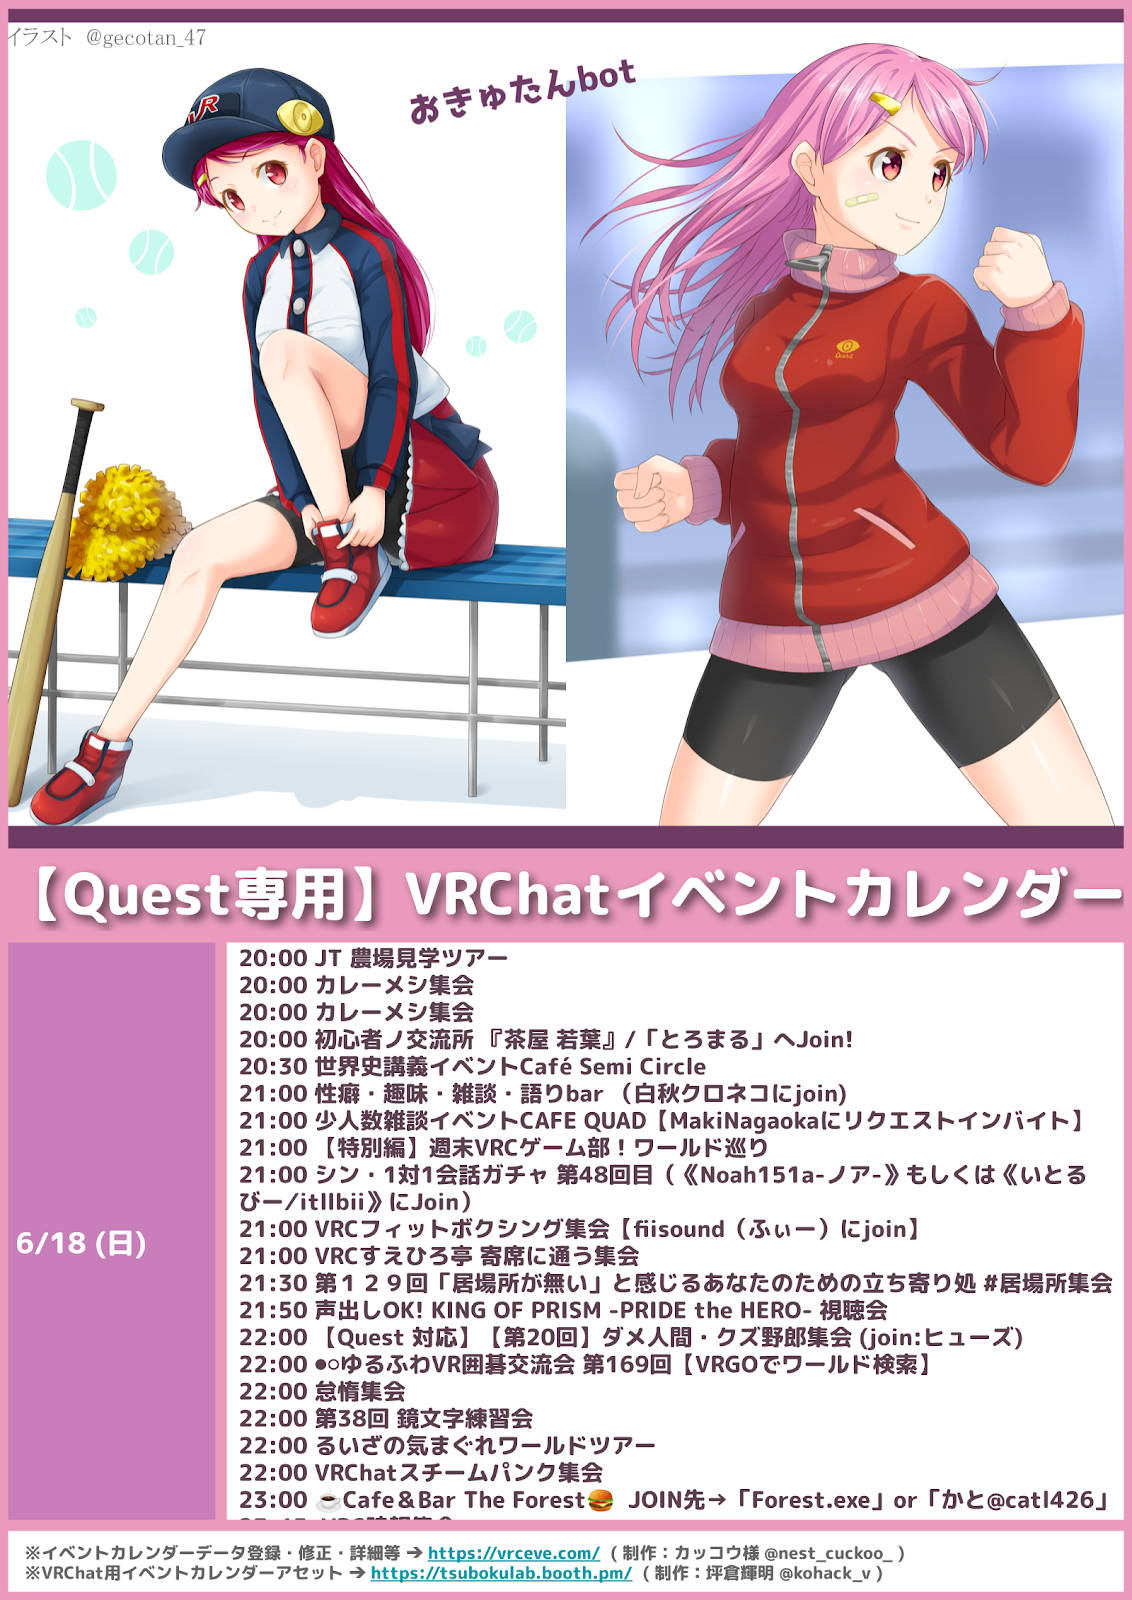 イラスト @gecotan_47
おきゅたんbot
VR
Quest
【Quest専用】VRChatイベントカレンダー
6/18 (日)
20:00 JT 農場見学ツアー
20:00 カレーメシ集会
20:00 カレーメシ集会
20:00 初心者ノ交流所 『茶屋 若葉』/「とろまる」へJoin!
20:30 世界史講義イベントCafé Semi Circle
21:00 性癖・趣味・雑談・語りbar （白秋クロネコにjoin)
21:00 少人数雑談イベントCAFE QUAD【MakiNagaokaにリクエストインバイト】
21:00 【特別編】週末VRCゲーム部！ワールド巡り
21:00 シン・1対1会話ガチャ 第48回目（《Noah151a-ノア-》もしくは《いとる
びー/itllbii》にJoin）
21:00 VRCフィットボクシング集会【fiisound（ふぃー）にjoin】
21:00 VRCすえひろ亭 寄席に通う集会
21:30 第１２９回「居場所が無い」と感じるあなたのための立ち寄り処 #居場所集会
21:50 声出しOK! KING OF PRISM -PRIDE the HERO- 視聴会
22:00 【Quest 対応】【第20回】ダメ人間・クズ野郎集会 (join:ヒューズ)
22:00 ●○ゆるふわVR囲碁交流会 第169回【VRGOでワールド検索】
22:00 怠惰集会
22:00 第38回 鏡文字練習会
22:00 るいざの気まぐれワールドツアー
22:00 VRChatスチームパンク集会
23:00 ☕Cafe＆Bar The Forest🍔 JOIN先→「Forest.exe」or「かと@catl426」
※イベントカレンダーデータ登録・修正・詳細等 → https://vrceve.com/ ( 制作：カッコウ様 @nest_cuckoo_ )
※VRChat用イベントカレンダーアセット → https://tsubokulab.booth.pm/ ( 制作：坪倉輝明 @kohack_v )